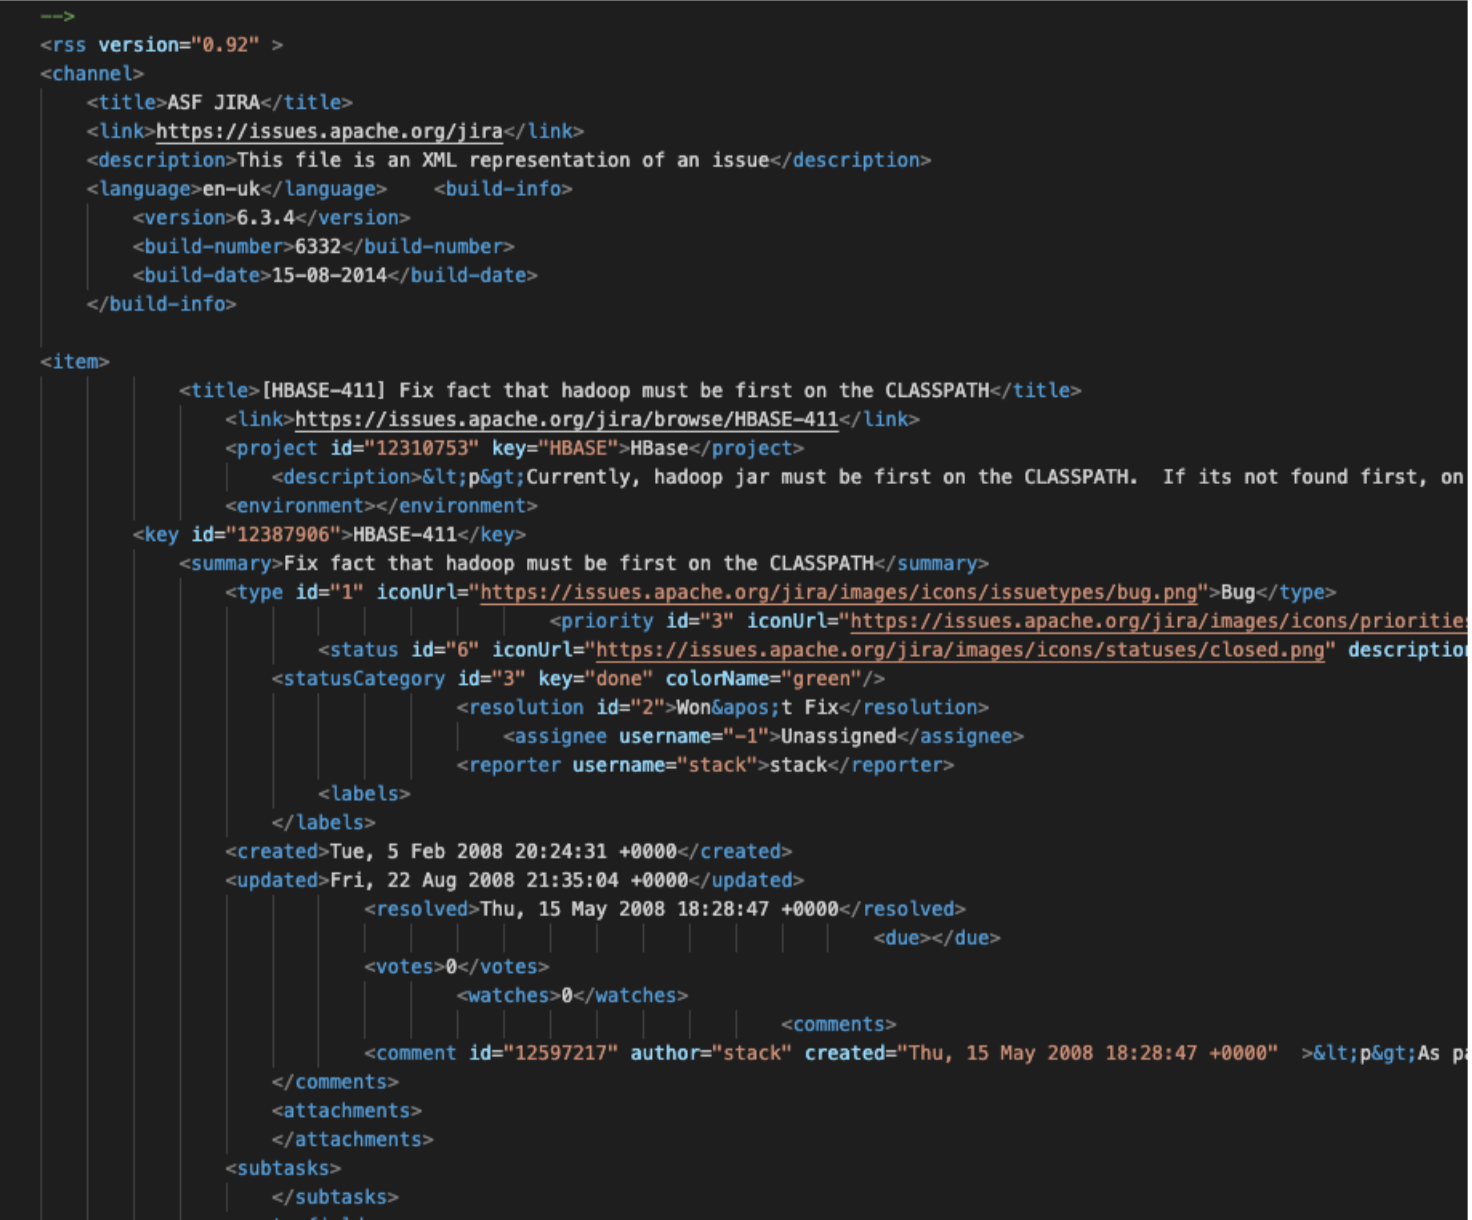 -->
<rss version="0.92" >
<channel>
<title>ASF JIRA</title>
<link>https://issues.apache.org/jira</link>
<description>This file is an XML representation of an issue</description>
<language>en-uk</language>    <build-info>
<version>6.3.4</version>
<build-number>6332</build-number>
<build-date>15-08-2014</build-date>
</build-info>
<item>
<title>[HBASE-411] Fix fact that hadoop must be first on the CLASSPATH</title>
<link>https://issues.apache.org/jira/browse/HBASE-411</link>
<project id="12310753" key="HBASE">HBase</project>
<description>&lt;p&gt;Currently, hadoop jar must be first on the CLASSPATH.  If its not found first, on
<environment></environment>
<key id="12387906">HBASE-411</key>
<summary>Fix fact that hadoop must be first on the CLASSPATH</summary>
<type id="1" iconUrl="https://issues.apache.org/jira/images/icons/issuetypes/bug.png">Bug</type>
<priority id="3" iconUrl="https://issues.apache.org/jira/images/icons/priorities
<status id="6" iconUrl="https://issues.apache.org/jira/images/icons/statuses/closed.png" description
<statusCategory id="3" key="done" colorName="green"/>
<resolution id="2">Won&apos;t Fix</resolution>
<assignee username="-1">Unassigned</assignee>
<reporter username="stack">stack</reporter>
<labels>
</labels>
<created>Tue, 5 Feb 2008 20:24:31 +0000</created>
<updated>Fri, 22 Aug 2008 21:35:04 +0000</updated>
<resolved>Thu, 15 May 2008 18:28:47 +0000</resolved>
<due></due>
<votes>0</votes>
<watches>0</watches>
<comments>
<comment id="12597217" author="stack" created="Thu, 15 May 2008 18:28:47 +0000"  >&lt;p&gt;As pa
</comments>
<attachments>
</attachments>
<subtasks>
</subtasks>